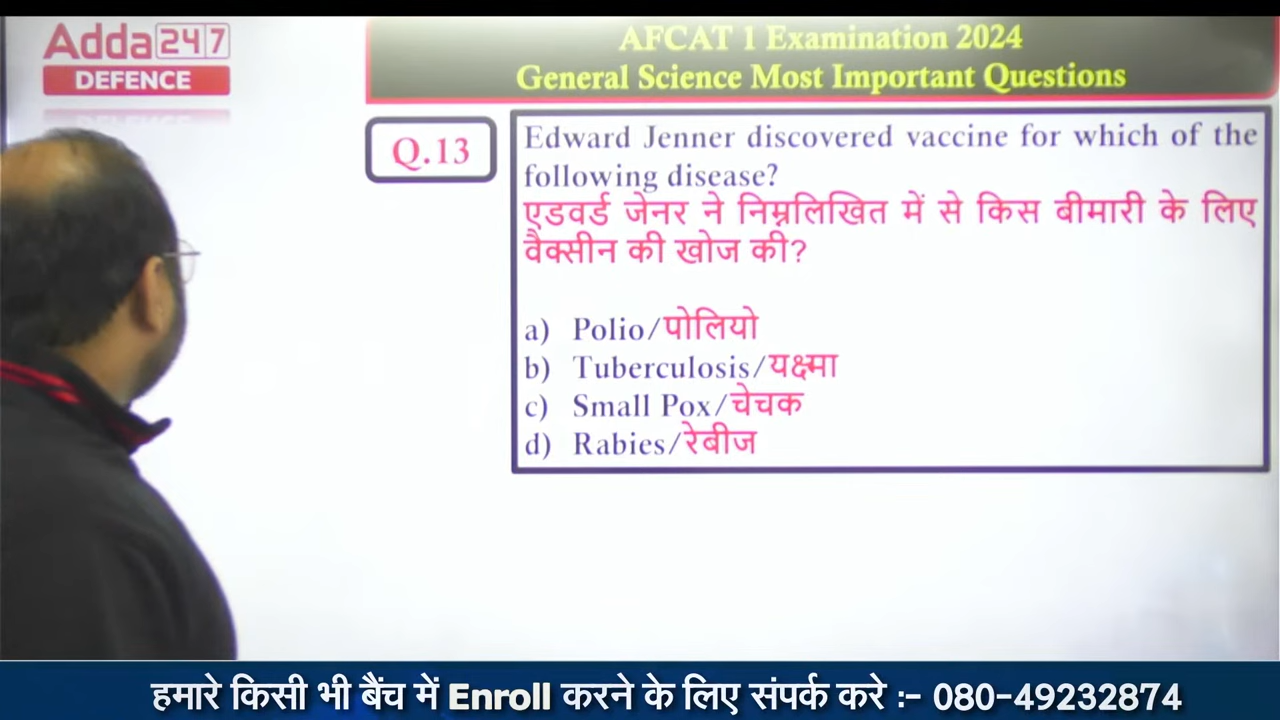 Adda247
DEFENCE
AFCAT 1 Examination 2024
General Science Most Important Questions
Q.13
Edward Jenner discovered vaccine for which of the
following disease?
एडवर्ड जेनर ने निम्नलिखित में से किस बीमारी के लिए
वैक्सीन की खोज की?
a) Polio/पोलियो
b) Tuberculosis/यक्ष्मा
c) Small Pox/चेचक
d) Rabies/रेबीज
हमारे किसी भी बैंच में Enroll करने के लिए संपर्क करे :- 080-49232874